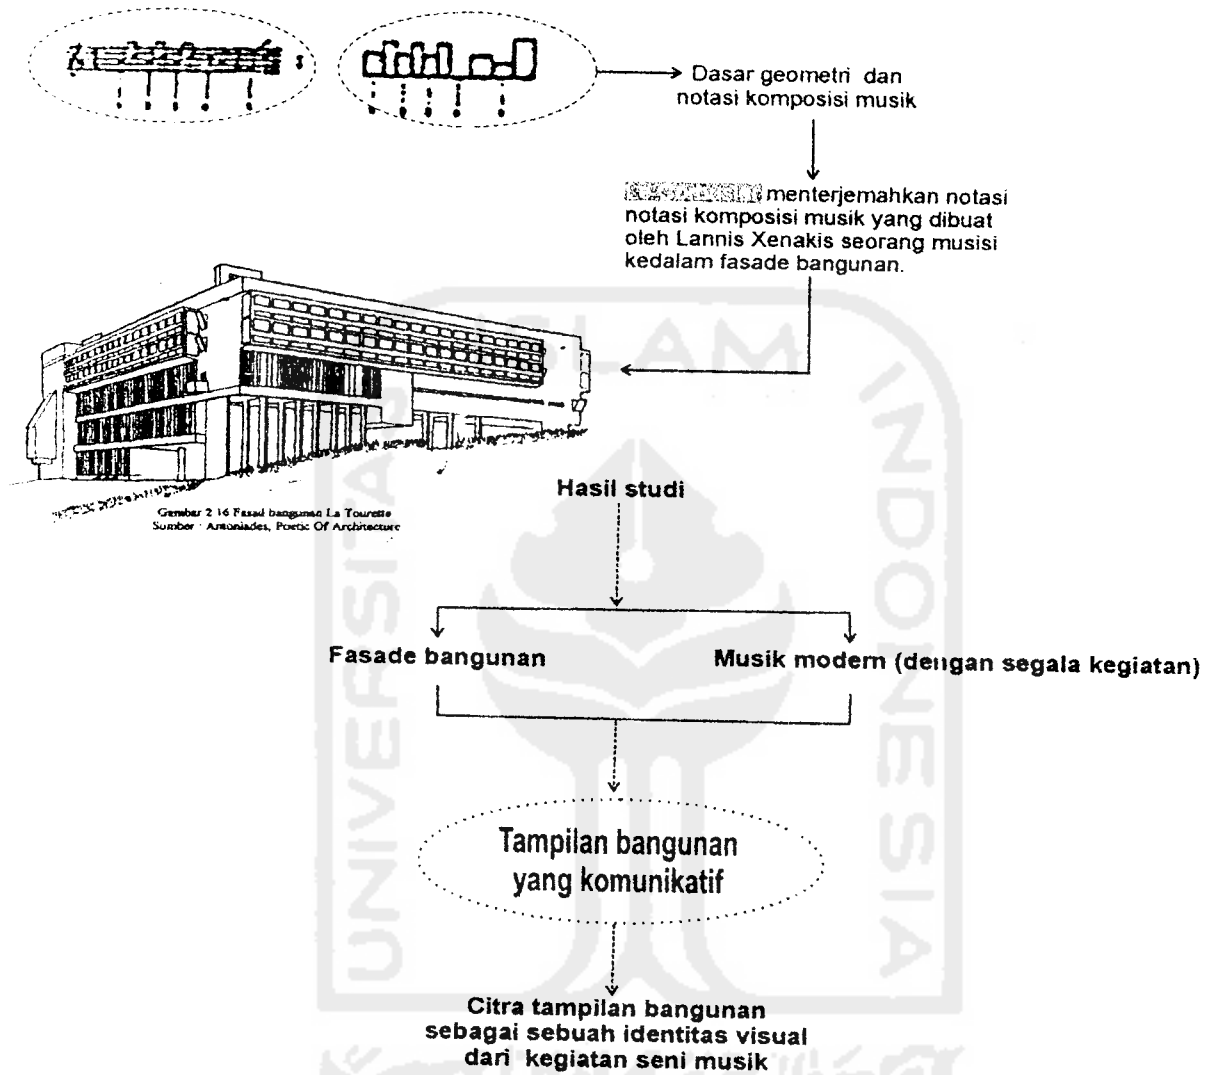 Dasar geometri dan
notasi komposisi musik
menterjemahkan notasi
notasi komposisi musik yang dibuat
oleh Lannis Xenakis seorang musisi
kedalam fasade bangunan.
Gambar 2.16 Fasad bangunan La Tourette
Sumber : Antoniades, Poetic Of Architecture
Hasil studi
Fasade bangunan
Musik modern (dengan segala kegiatan)
Tampilan bangunan
yang komunikatif
Citra tampilan bangunan
sebagai sebuah identitas visual
dari kegiatan seni musik
UNIVERSITAS ISLAM INDONESIA